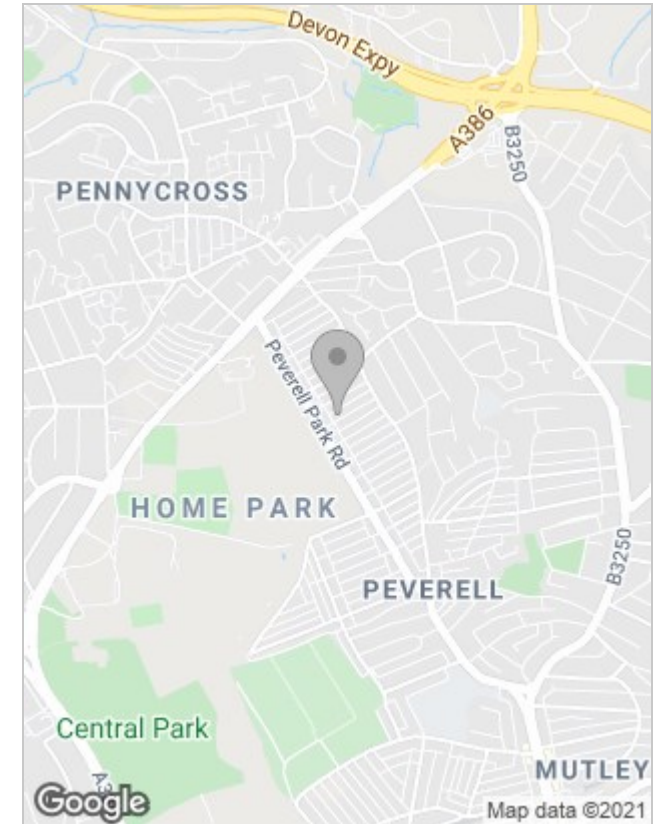 Devon Expy
A386
B3250
PENNYCROSS
Peverell Park Rd
HOME PARK
B3250
PEVERELL
Central Park
MUTLEY
A3
Google
Map data ©2021